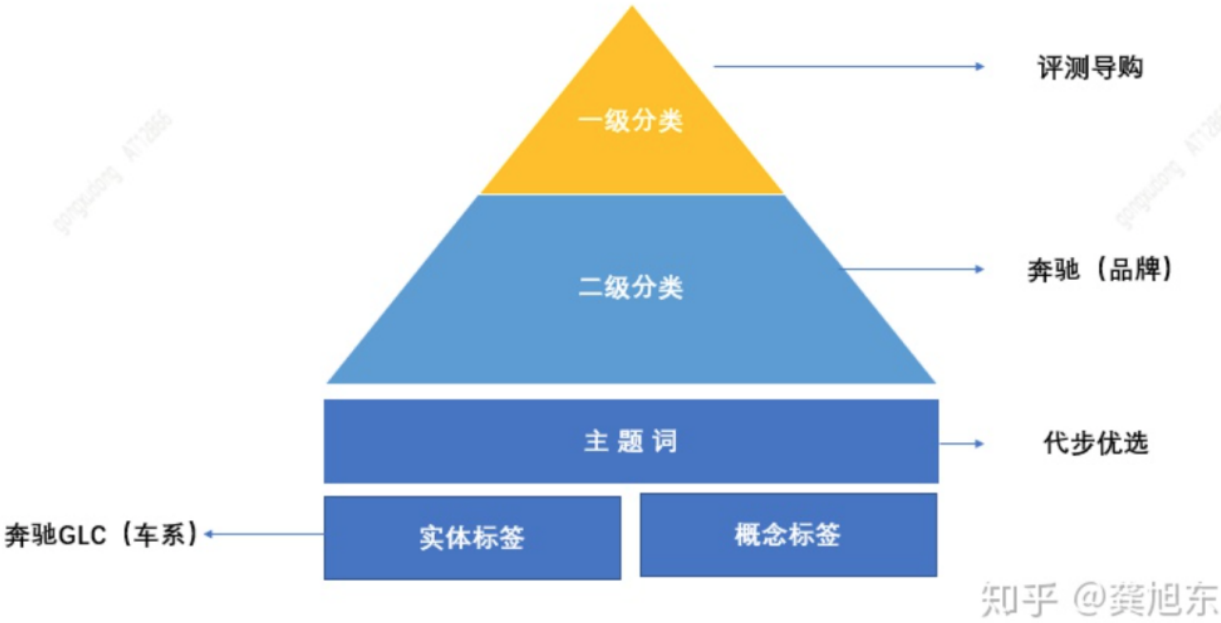 评测导购
一级分类
gongxudong AT12866
奔驰（品牌）
二级分类
主题词
代步优选
奔驰GLC（车系）
实体标签
概念标签
知乎 @龚旭东